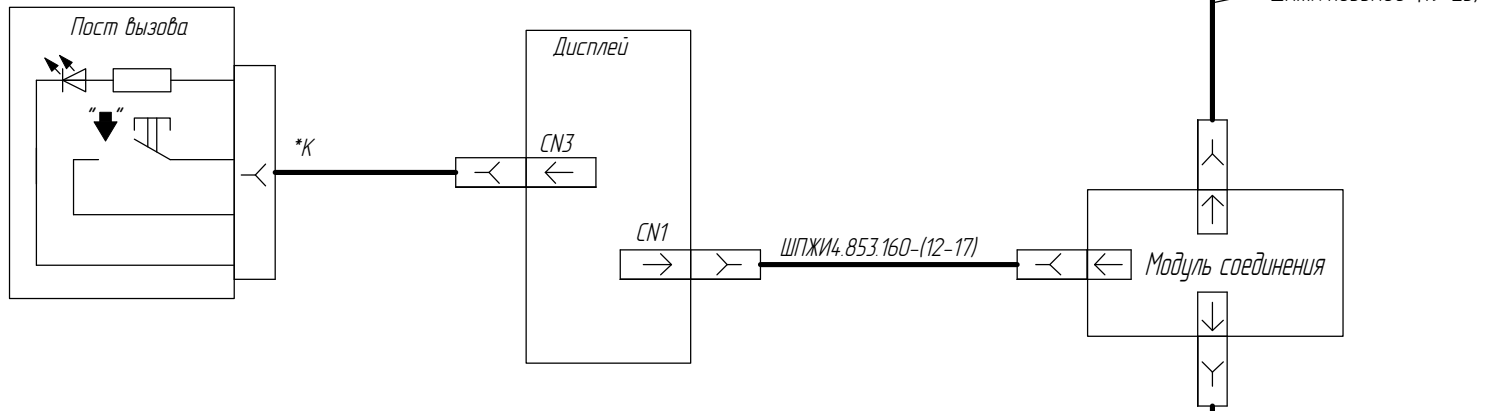 Пост вызова
Дисплей
"  "
*К
CN3
CN1
ШПЖИ4.853.160-(12-17)
Модуль соединения